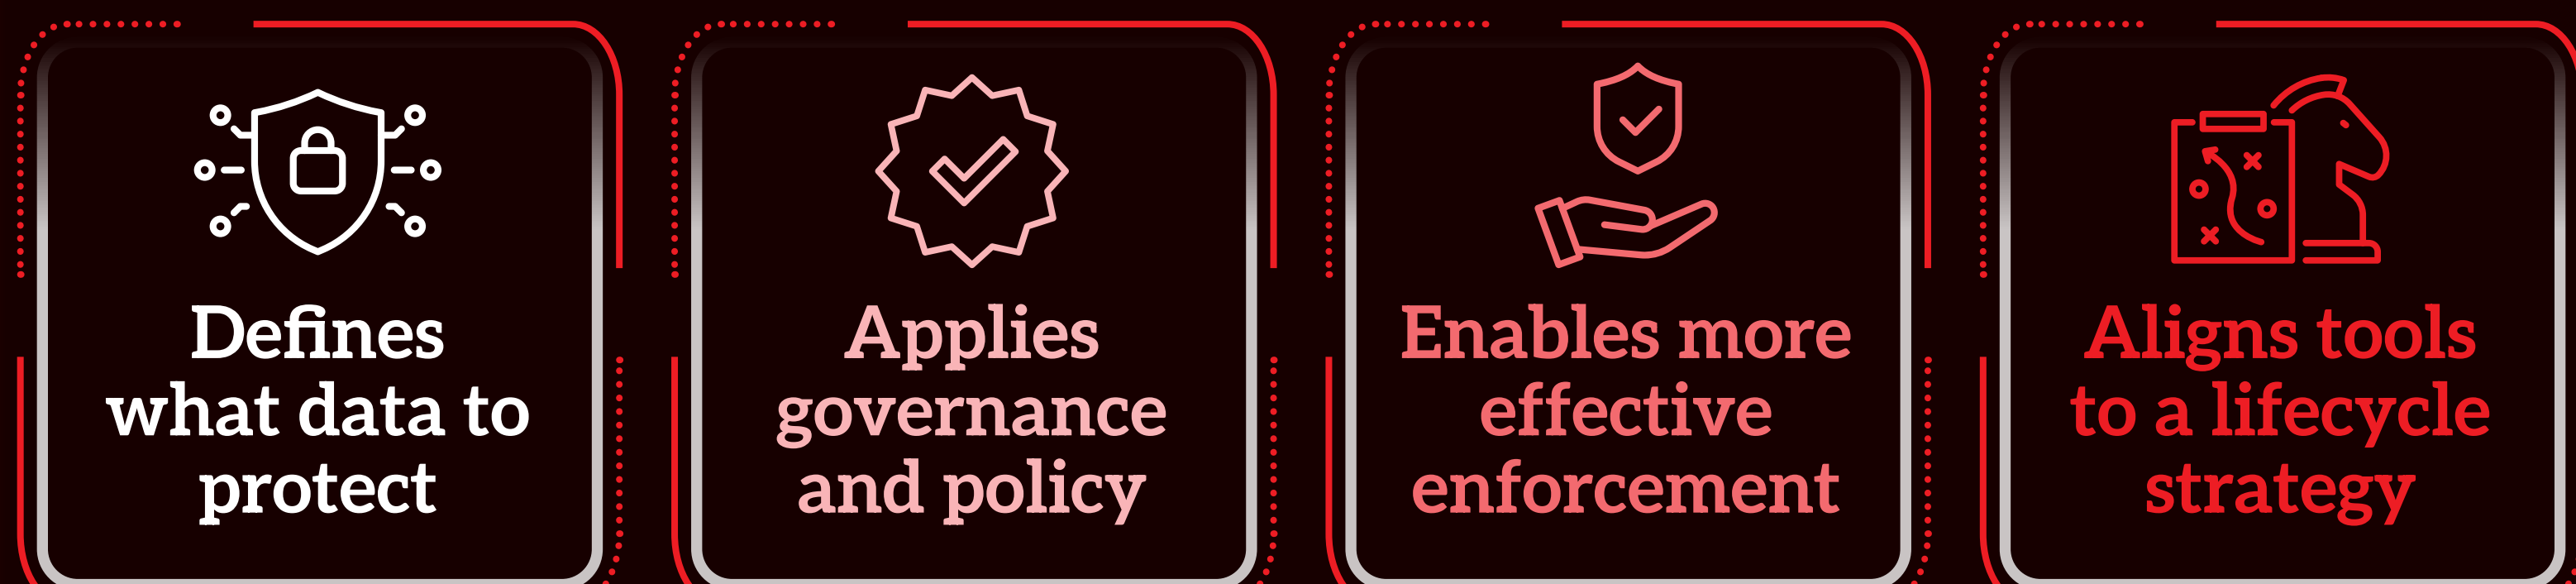 Defines
what data to
protect
Applies
governance
and policy
Enables more
effective
enforcement
Aligns tools
to a lifecycle
strategy